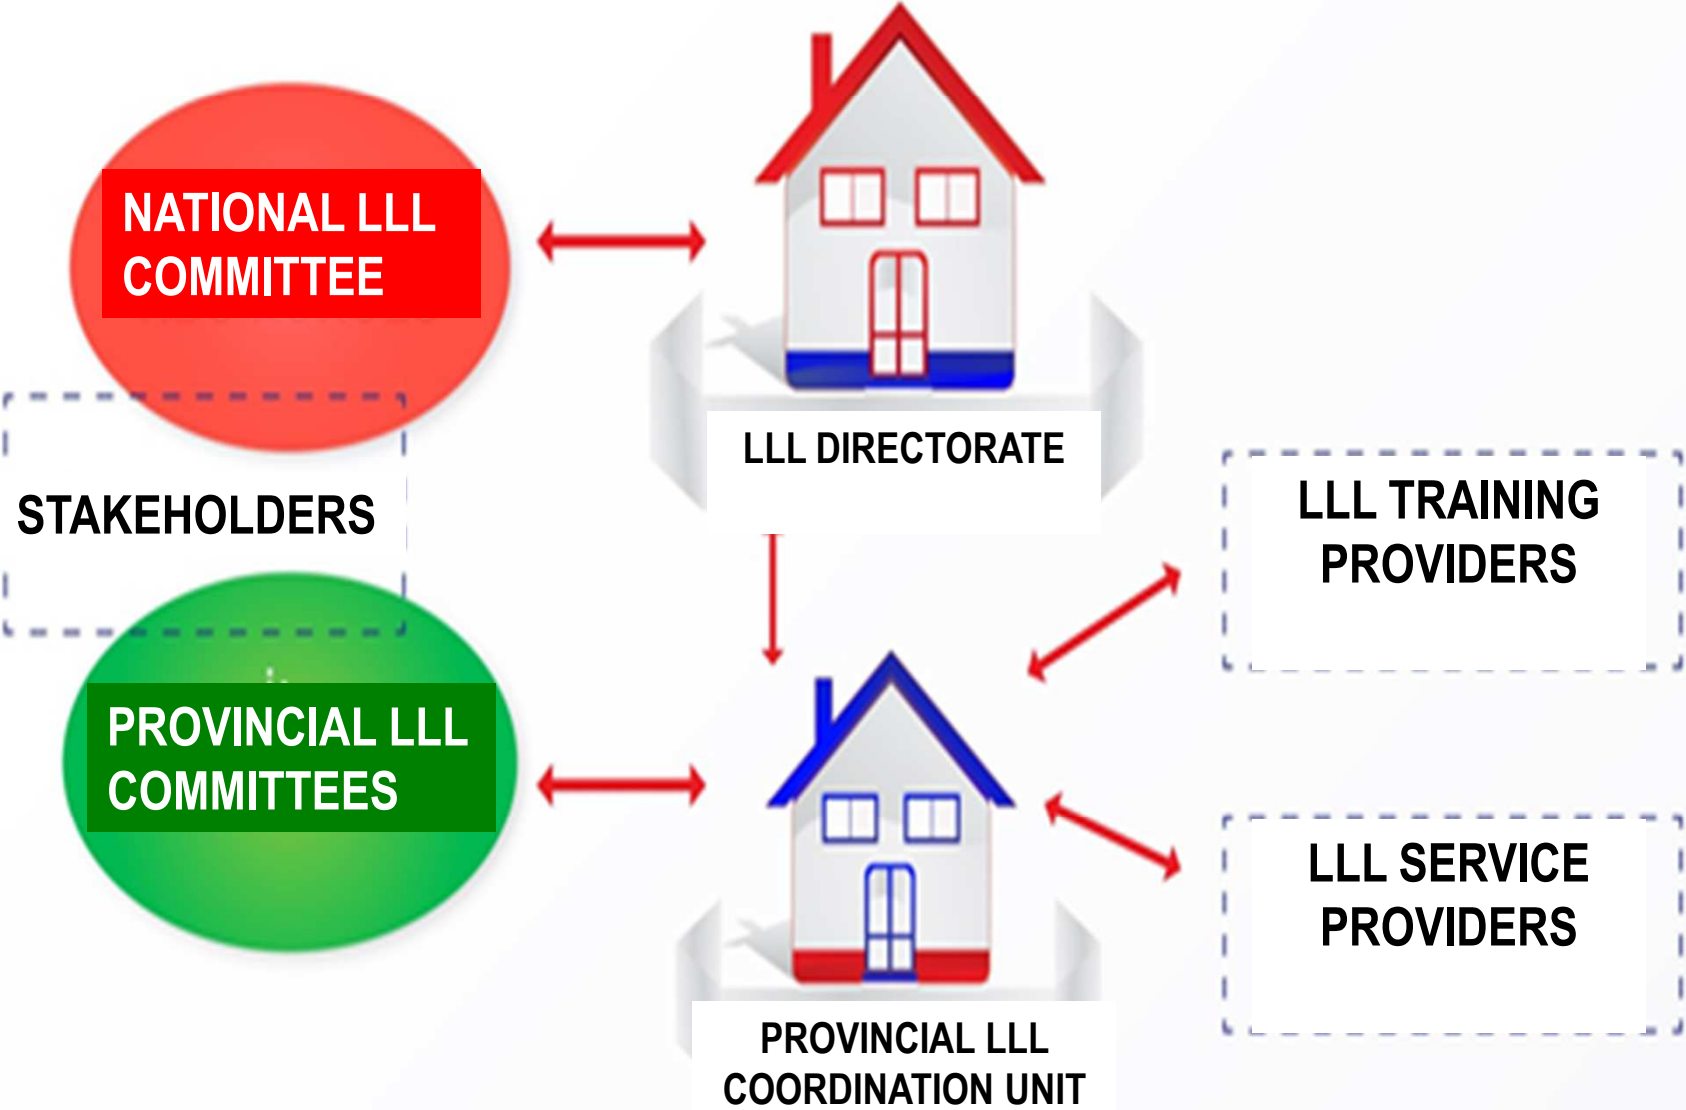 NATIONAL LLL
COMMITTEE
LLL DIRECTORATE
STAKEHOLDERS
LLL TRAINING
PROVIDERS
PROVINCIAL LLL
COMMITTEES
LLL SERVICE
PROVIDERS
PROVINCIAL LLL
COORDINATION UNIT